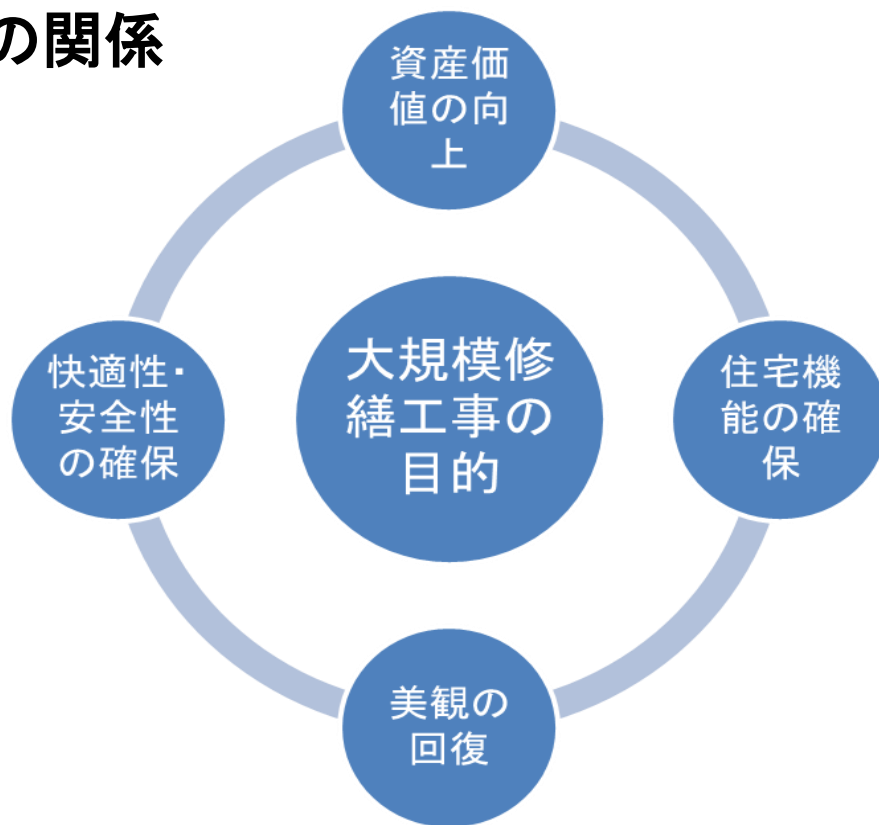 の関係
資産価
値の向
上
快適性・
安全性
の確保
大規模修
繕工事の
目的
住宅機
能の確
保
美観の
回復